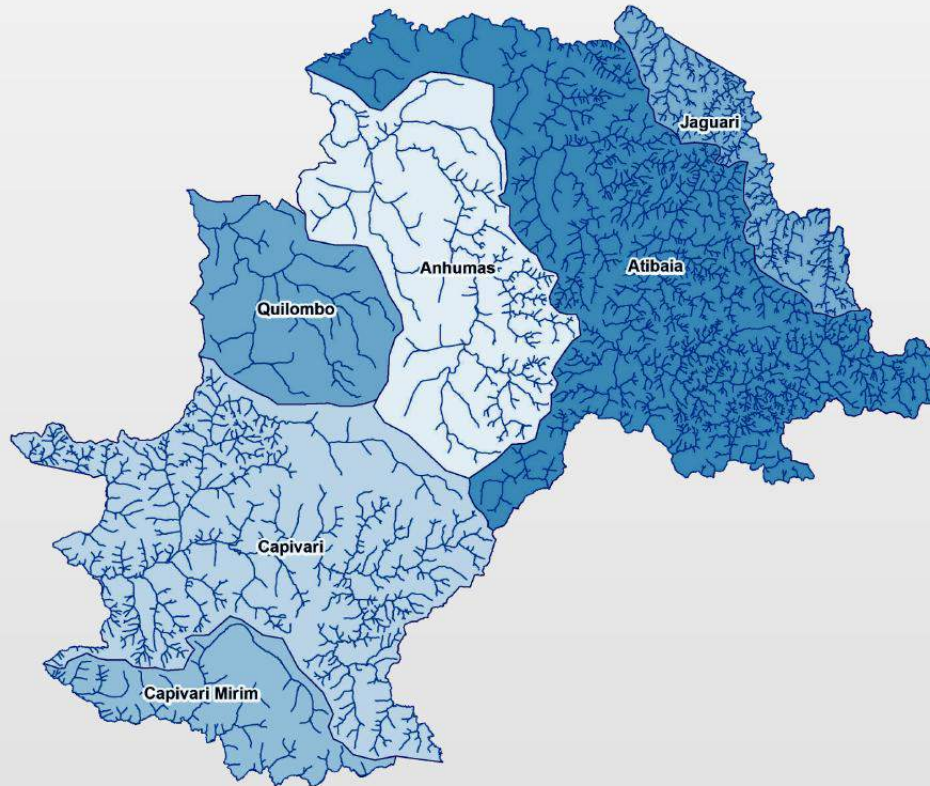 Jaguari
Anhumas
Atibaia
Quilombo
Capivari
Capivari Mirim